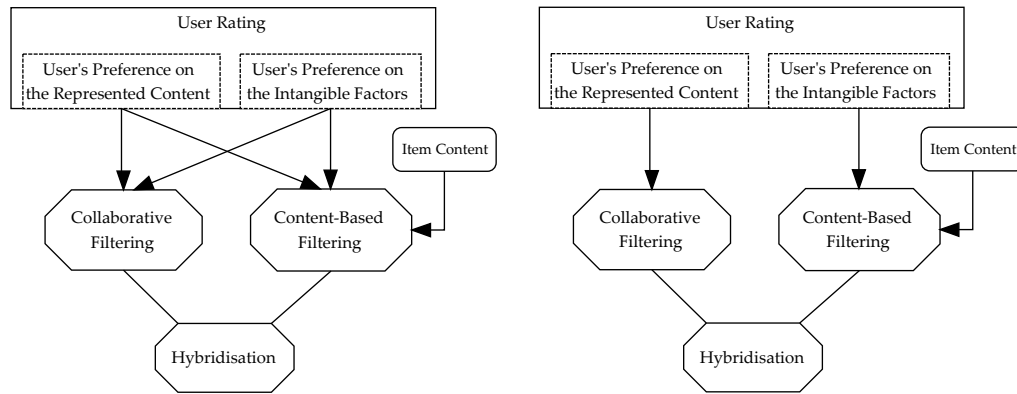 User Rating
User's Preference on
the Represented Content
User's Preference on
the Intangible Factors
Item Content
Collaborative
Filtering
Content-Based
Filtering
Hybridisation
User Rating
User's Preference on
the Represented Content
User's Preference on
the Intangible Factors
Item Content
Collaborative
Filtering
Content-Based
Filtering
Hybridisation